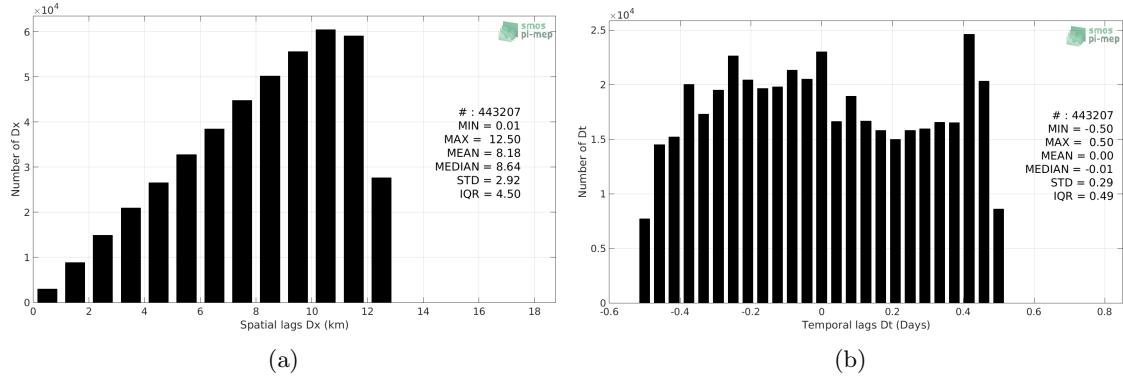 ×10⁴
smos
pi-mep
6
5
4
3
2
1
0
Number of Dx
# : 443207
MIN = 0.01
MAX = 12.50
MEAN = 8.18
MEDIAN = 8.64
STD = 2.92
IQR = 4.50
0 2 4 6 8 10 12 14 16 18
Spatial lags Dx (km)
(a)
×10⁴
smos
pi-mep
2.5
2
1.5
1
0.5
0
Number of Dt
# : 443207
MIN = -0.50
MAX = 0.50
MEAN = 0.00
MEDIAN = -0.01
STD = 0.29
IQR = 0.49
-0.6 -0.4 -0.2 0 0.2 0.4 0.6 0.8
Temporal lags Dt (Days)
(b)